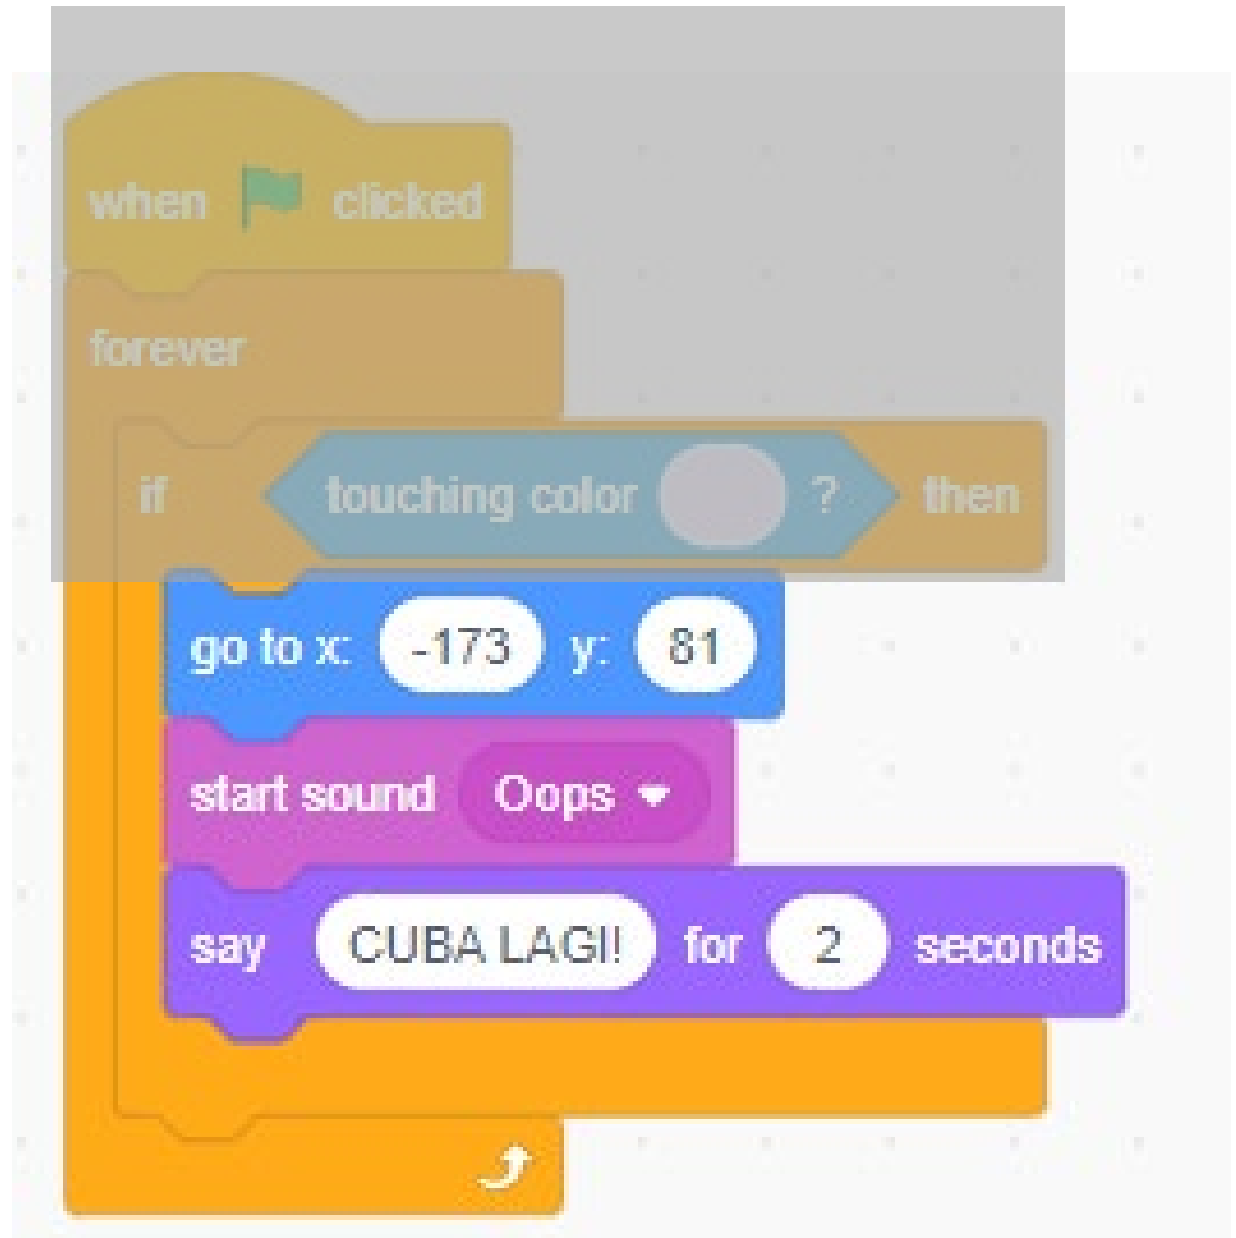 when clicked
forever
if touching color ? then
go to x: -173 y: 81
start sound Oops
say CUBA LAGI! for 2 seconds